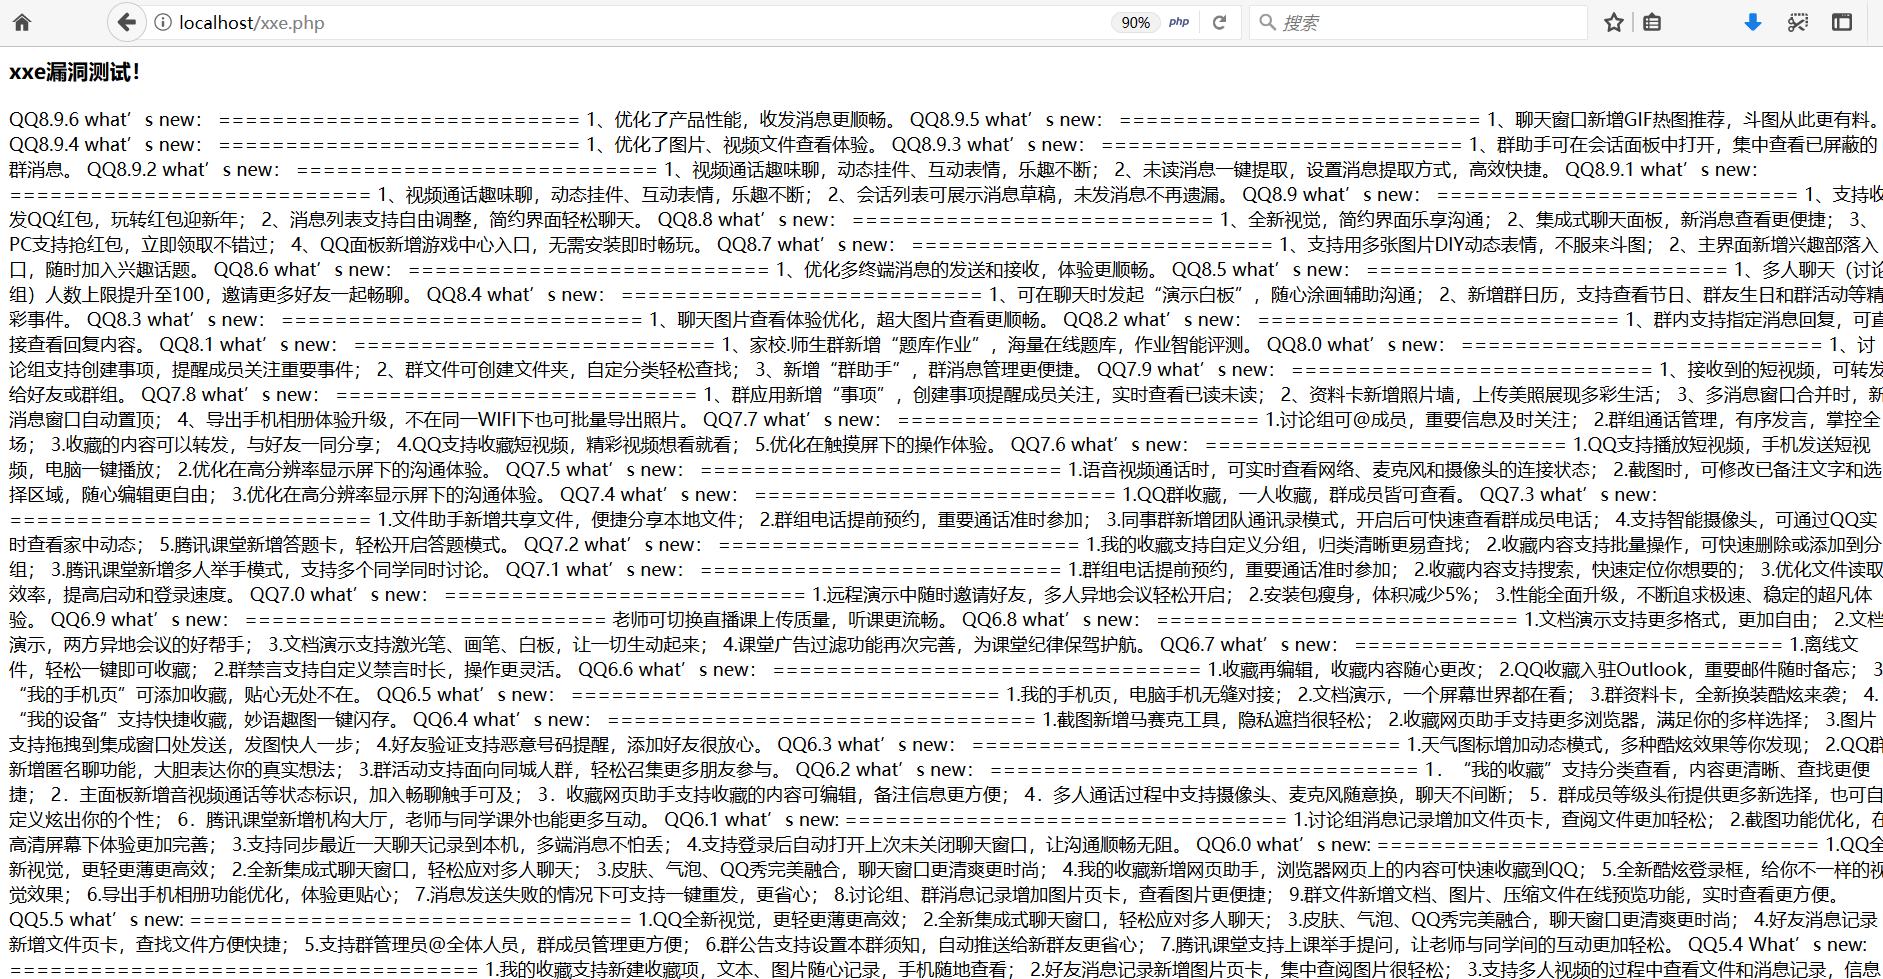 localhost/xxe.php
90%
php
搜索
xxe漏洞测试！
QQ8.9.6 what’s new： =========================== 1、优化了产品性能，收发消息更顺畅。 QQ8.9.5 what’s new： =========================== 1、聊天窗口新增GIF热图推荐，斗图从此更有料。
QQ8.9.4 what’s new： =========================== 1、优化了图片、视频文件查看体验。 QQ8.9.3 what’s new： =========================== 1、群助手可在会话面板中打开，集中查看已屏蔽的
群消息。 QQ8.9.2 what’s new： =========================== 1、视频通话趣味聊，动态挂件、互动表情，乐趣不断； 2、未读消息一键提取，设置消息提取方式，高效快捷。 QQ8.9.1 what’s new：
=========================== 1、视频通话趣味聊，动态挂件、互动表情，乐趣不断； 2、会话列表可展示消息草稿，未发消息不再遗漏。 QQ8.9 what’s new： =========================== 1、支持收
发QQ红包，玩转红包迎新年； 2、消息列表支持自由调整，简约界面轻松聊天。 QQ8.8 what’s new： =========================== 1、全新视觉，简约界面乐享沟通； 2、集成式聊天面板，新消息查看更便捷； 3、
PC支持抢红包，立即领取不错过； 4、QQ面板新增游戏中心入口，无需安装即时畅玩。 QQ8.7 what’s new： =========================== 1、支持用多张图片DIY动态表情，不服来斗图； 2、主界面新增兴趣部落入
口，随时加入兴趣话题。 QQ8.6 what’s new： =========================== 1、优化多终端消息的发送和接收，体验更顺畅。 QQ8.5 what’s new： =========================== 1、多人聊天（讨论
组）人数上限提升至100，邀请更多好友一起畅聊。 QQ8.4 what’s new： =========================== 1、可在聊天时发起“演示白板”，随心涂画辅助沟通； 2、新增群日历，支持查看节日、群友生日和群活动等精
彩事件。 QQ8.3 what’s new： =========================== 1、聊天图片查看体验优化，超大图片查看更顺畅。 QQ8.2 what’s new： =========================== 1、群内支持指定消息回复，可直
接查看回复内容。 QQ8.1 what’s new： =========================== 1、家校.师生群新增“题库作业”，海量在线题库，作业智能评测。 QQ8.0 what’s new： =========================== 1、讨
论组支持创建事项，提醒成员关注重要事件； 2、群文件可创建文件夹，自定分类轻松查找； 3、新增“群助手”，群消息管理更便捷。 QQ7.9 what’s new： =========================== 1、接收到的短视频，可转发
给好友或群组。 QQ7.8 what’s new： =========================== 1、群应用新增“事项”，创建事项提醒成员关注，实时查看已读未读； 2、资料卡新增照片墙，上传美照展现多彩生活； 3、多消息窗口合并时，新
消息窗口自动置顶； 4、导出手机相册体验升级，不在同一WIFI下也可批量导出照片。 QQ7.7 what’s new： =========================== 1.讨论组可@成员，重要信息及时关注； 2.群组通话管理，有序发言，掌控全
场； 3.收藏的内容可以转发，与好友一同分享； 4.QQ支持收藏短视频，精彩视频想看就看； 5.优化在触摸屏下的操作体验。 QQ7.6 what’s new： =========================== 1.QQ支持播放短视频，手机发送短视
频，电脑一键播放； 2.优化在高分辨率显示屏下的沟通体验。 QQ7.5 what’s new： =========================== 1.语音视频通话时，可实时查看网络、麦克风和摄像头的连接状态； 2.截图时，可修改已备注文字和选
择区域，随心编辑更自由； 3.优化在高分辨率显示屏下的沟通体验。 QQ7.4 what’s new： =========================== 1.QQ群收藏，一人收藏，群成员皆可查看。 QQ7.3 what’s new：
=========================== 1.文件助手新增共享文件，便捷分享本地文件； 2.群组电话提前预约，重要通话准时参加； 3.同事群新增团队通讯录模式，开启后可快速查看群成员电话； 4.支持智能摄像头，可通过QQ实
时查看家中动态； 5.腾讯课堂新增答题卡，轻松开启答题模式。 QQ7.2 what’s new： =========================== 1.我的收藏支持自定义分组，归类清晰更易查找； 2.收藏内容支持批量操作，可快速删除或添加到分
组； 3.腾讯课堂新增多人举手模式，支持多个同学同时讨论。 QQ7.1 what’s new： =========================== 1.群组电话提前预约，重要通话准时参加； 2.收藏内容支持搜索，快速定位你想要的； 3.优化文件读取
效率，提高启动和登录速度。 QQ7.0 what’s new： =========================== 1.远程演示中随时邀请好友，多人异地会议轻松开启； 2.安装包瘦身，体积减少5%； 3.性能全面升级，不断追求极速、稳定的超凡体
验。 QQ6.9 what’s new： =========================== 老师可切换直播课上传质量，听课更流畅。 QQ6.8 what’s new： =========================== 1.文档演示支持更多格式，更加自由； 2.文档
演示，两方异地会议的好帮手； 3.文档演示支持激光笔、画笔、白板，让一切生动起来； 4.课堂广告过滤功能再次完善，为课堂纪律保驾护航。 QQ6.7 what’s new： ================================ 1.离线文
件，轻松一键即可收藏； 2.群禁言支持自定义禁言时长，操作更灵活。 QQ6.6 what’s new： ================================ 1.收藏再编辑，收藏内容随心更改； 2.QQ收藏入驻Outlook，重要邮件随时备忘； 3
“我的手机页”可添加收藏，贴心无处不在。 QQ6.5 what’s new： ================================ 1.我的手机页，电脑手机无缝对接； 2.文档演示，一个屏幕世界都在看； 3.群资料卡，全新换装酷炫来袭； 4.
“我的设备”支持快捷收藏，妙语趣图一键闪存。 QQ6.4 what’s new： ================================ 1.截图新增马赛克工具，隐私遮挡很轻松； 2.收藏网页助手支持更多浏览器，满足你的多样选择； 3.图片
支持拖拽到集成窗口处发送，发图快人一步； 4.好友验证支持恶意号码提醒，添加好友很放心。 QQ6.3 what’s new： ================================ 1.天气图标增加动态模式，多种酷炫效果等你发现； 2.QQ群
新增匿名聊功能，大胆表达你的真实想法； 3.群活动支持面向同城人群，轻松召集更多朋友参与。 QQ6.2 what’s new： ================================ 1．“我的收藏”支持分类查看，内容更清晰、查找更便
捷； 2．主面板新增音视频通话等状态标识，加入畅聊触手可及； 3．收藏网页助手支持收藏的内容可编辑，备注信息更方便； 4．多人通话过程中支持摄像头、麦克风随意换，聊天不间断； 5．群成员等级头衔提供更多新选择，也可自
定义炫出你的个性； 6．腾讯课堂新增机构大厅，老师与同学课外也能更多互动。 QQ6.1 what’s new: ================================= 1.讨论组消息记录增加文件页卡，查阅文件更加轻松； 2.截图功能优化，在
高清屏幕下体验更加完善； 3.支持同步最近一天聊天记录到本机，多端消息不怕丢； 4.支持登录后自动打开上次未关闭聊天窗口，让沟通顺畅无阻。 QQ6.0 what’s new: ================================= 1.QQ全
新视觉，更轻更薄更高效； 2.全新集成式聊天窗口，轻松应对多人聊天； 3.皮肤、气泡、QQ秀完美融合，聊天窗口更清爽更时尚； 4.我的收藏新增网页助手，浏览器网页上的内容可快速收藏到QQ； 5.全新酷炫登录框，给你不一样的视
觉效果； 6.导出手机相册功能优化，体验更贴心； 7.消息发送失败的情况下可支持一键重发，更省心； 8.讨论组、群消息记录增加图片页卡，查看图片更便捷； 9.群文件新增文档、图片、压缩文件在线预览功能，实时查看更方便。
QQ5.5 what’s new: ================================= 1.QQ全新视觉，更轻更薄更高效； 2.全新集成式聊天窗口，轻松应对多人聊天； 3.皮肤、气泡、QQ秀完美融合，聊天窗口更清爽更时尚； 4.好友消息记录
新增文件页卡，查找文件方便快捷； 5.支持群管理员@全体人员，群成员管理更方便； 6.群公告支持设置本群须知，自动推送给新群友更省心； 7.腾讯课堂支持上课举手提问，让老师与同学间的互动更加轻松。 QQ5.4 What’s new:
=================================== 1.我的收藏支持新建收藏项，文本、图片随心记录，手机随地查看； 2.好友消息记录新增图片页卡，集中查阅图片很轻松； 3.支持多人视频的过程中查看文件和消息记录，信息